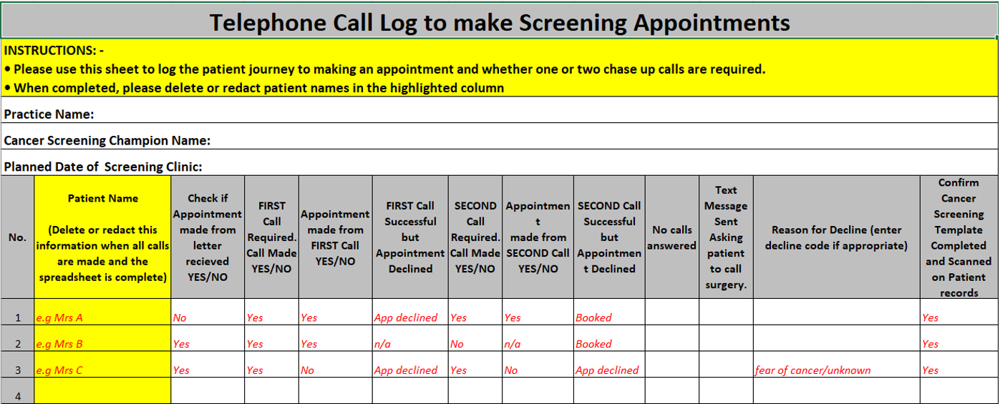 Telephone Call Log to make Screening Appointments
INSTRUCTIONS: -
• Please use this sheet to log the patient journey to making an appointment and whether one or two chase up calls are required.
• When completed, please delete or redact patient names in the highlighted column
Practice Name:
Cancer Screening Champion Name:
Planned Date of  Screening Clinic:
No.
Patient Name
(Delete or redact this
information when all calls
are made and the
spreadsheet is complete)
Check if
Appointment
made from
letter
recieved
YES/NO
FIRST
Call
Required.
Call Made
YES/NO
Appointment
made from
FIRST Call
YES/NO
FIRST Call
Successful
but
Appointment
Declined
SECOND
Call
Required.
Call Made
YES/NO
Appointmen
t
made from
SECOND Call
YES/NO
SECOND Call
Successful
but
Appointmen
t Declined
No calls
answered
Text
Message
Sent
Asking
patient
to call
surgery.
Reason for Decline (enter
decline code if appropriate)
Confirm
Cancer
Screening
Template
Completed
and Scanned
on Patient
records
1 e.g Mrs A No Yes Yes App declined Yes Yes Booked Yes
2 e.g Mrs B Yes Yes Yes n/a No n/a Booked Yes
3 e.g Mrs C Yes Yes No App declined Yes No App declined fear of cancer/unknown Yes
4